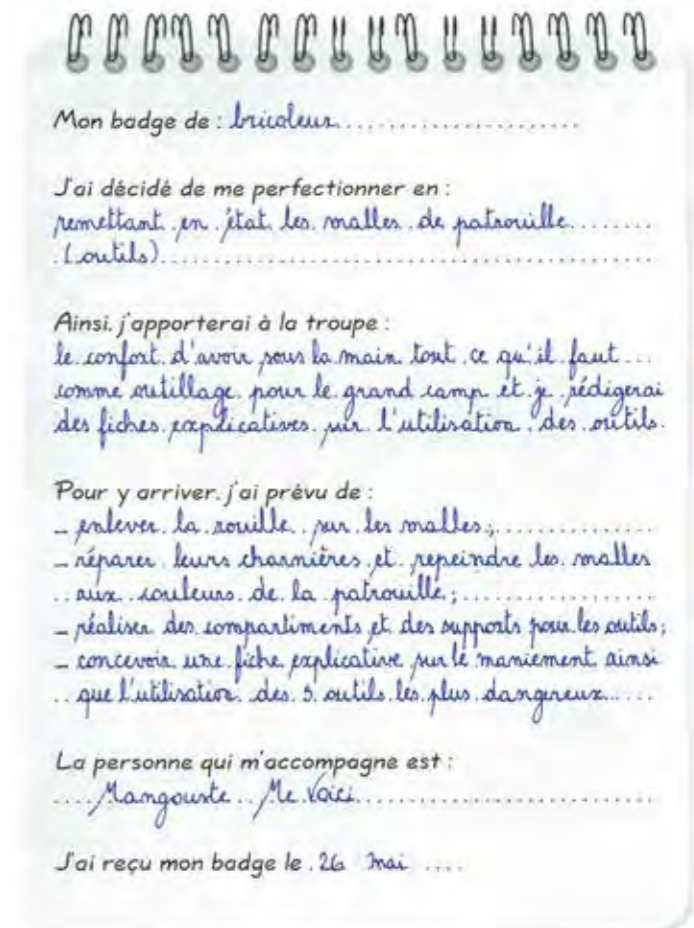 Mon badge de : bricoleur
J'ai décidé de me perfectionner en :
remettant en état les malles de patrouille
(outils)
Ainsi, j'apporterai à la troupe :
le confort d'avoir sous la main tout ce qu'il faut
comme outillage pour le grand camp et je rédigerai
des fiches explicatives sur l'utilisation des outils.
Pour y arriver, j'ai prévu de :
- enlever la rouille sur les malles ;
- réparer leurs charnières et repeindre les malles
aux couleurs de la patrouille ;
- réaliser des compartiments et des supports pour les outils ;
- concevoir une fiche explicative sur le maniement ainsi
que l'utilisation des 5 outils les plus dangereux
La personne qui m'accompagne est :
Mangouste Me Voici
J'ai reçu mon badge le 26 mai